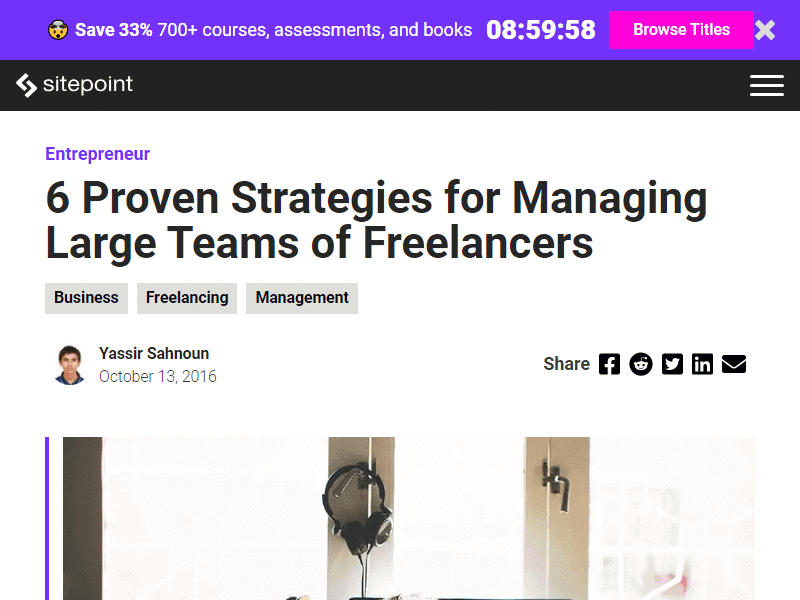 Save 33% 700+ courses, assessments, and books 08:59:58 Browse Titles
sitepoint
Entrepreneur
6 Proven Strategies for Managing
Large Teams of Freelancers
Business Freelancing Management
Yassir Sahnoun
October 13, 2016
Share